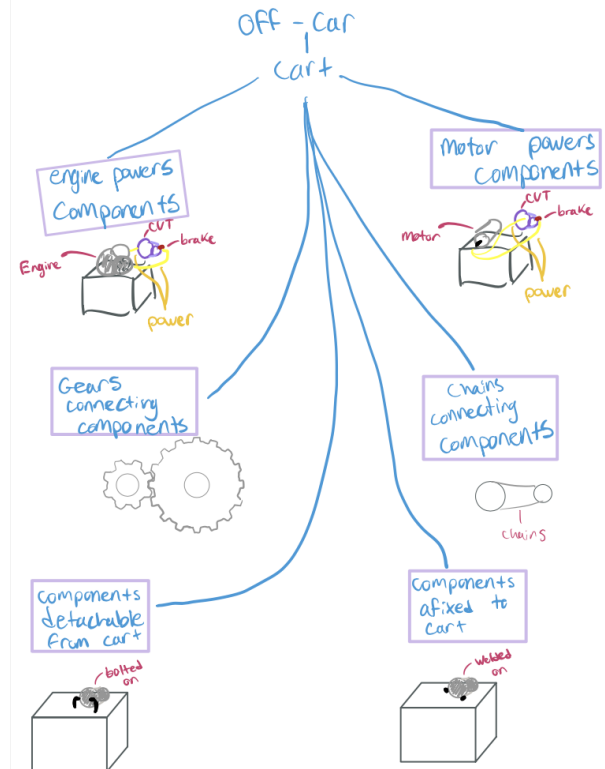 Off - Car
Cart
engine powers
Components
CVT
brake
Engine
power
Motor powers
Components
CVT
brake
Motor
power
Gears
connecting
components
Chains
connecting
components
chains
components
detachable
from cart
bolted
on
components
afixed to
cart
welded
on